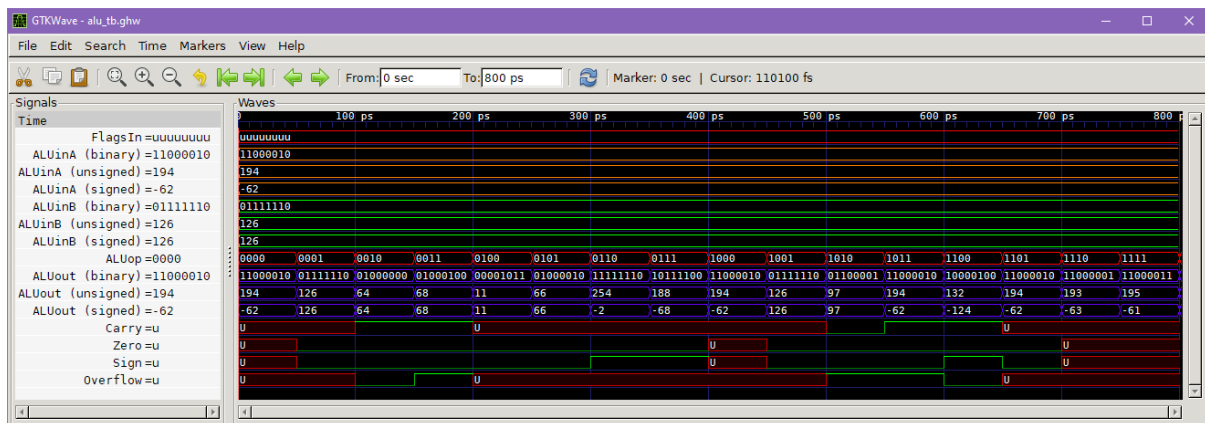 GTKWave - alu_tb.ghw
File Edit Search Time Markers View Help
From: 0 sec To: 800 ps Marker: 0 sec | Cursor: 110100 fs
Signals Waves
Time 100 ps 200 ps 300 ps 400 ps 500 ps 600 ps 700 ps 800 p
FlagsIn =uuuuuuuu uuuuuuuu
ALUinA (binary) =11000010 11000010
ALUinA (unsigned) =194 194
ALUinA (signed) =-62 -62
ALUinB (binary) =01111110 01111110
ALUinB (unsigned) =126 126
ALUinB (signed) =126 126
ALUop =0000 0000 0001 0010 0011 0100 0101 0110 0111 1000 1001 1010 1011 1100 1101 1110 1111
ALUout (binary) =11000010 11000010 01111110 01000000 01000100 00001011 01000010 11111110 10111100 11000010 01111110 01100001 11000010 10000100 11000010 11000001 11000011
ALUout (unsigned) =194 194 126 64 68 11 66 254 188 194 126 97 194 132 194 193 195
ALUout (signed) =-62 -62 126 64 68 11 66 -2 -68 -62 126 97 -62 -124 -62 -63 -61
Carry =u U U U
Zero =u U U U
Sign =u U U U
Overflow =u U U U